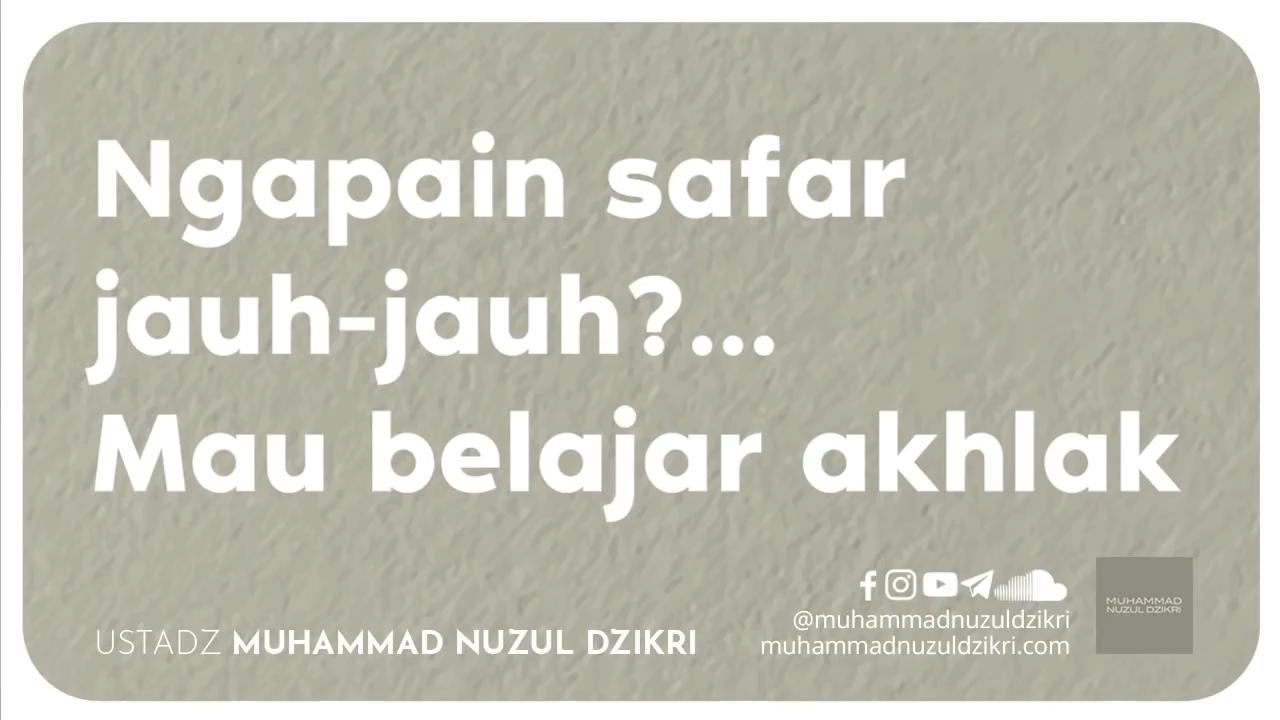 Ngapain safar
jauh-jauh?...
Mau belajar akhlak
USTADZ MUHAMMAD NUZUL DZIKRI
@muhammadnuzuldzikri
muhammadnuzuldzikri.com
MUHAMMAD
NUZUL DZIKRI